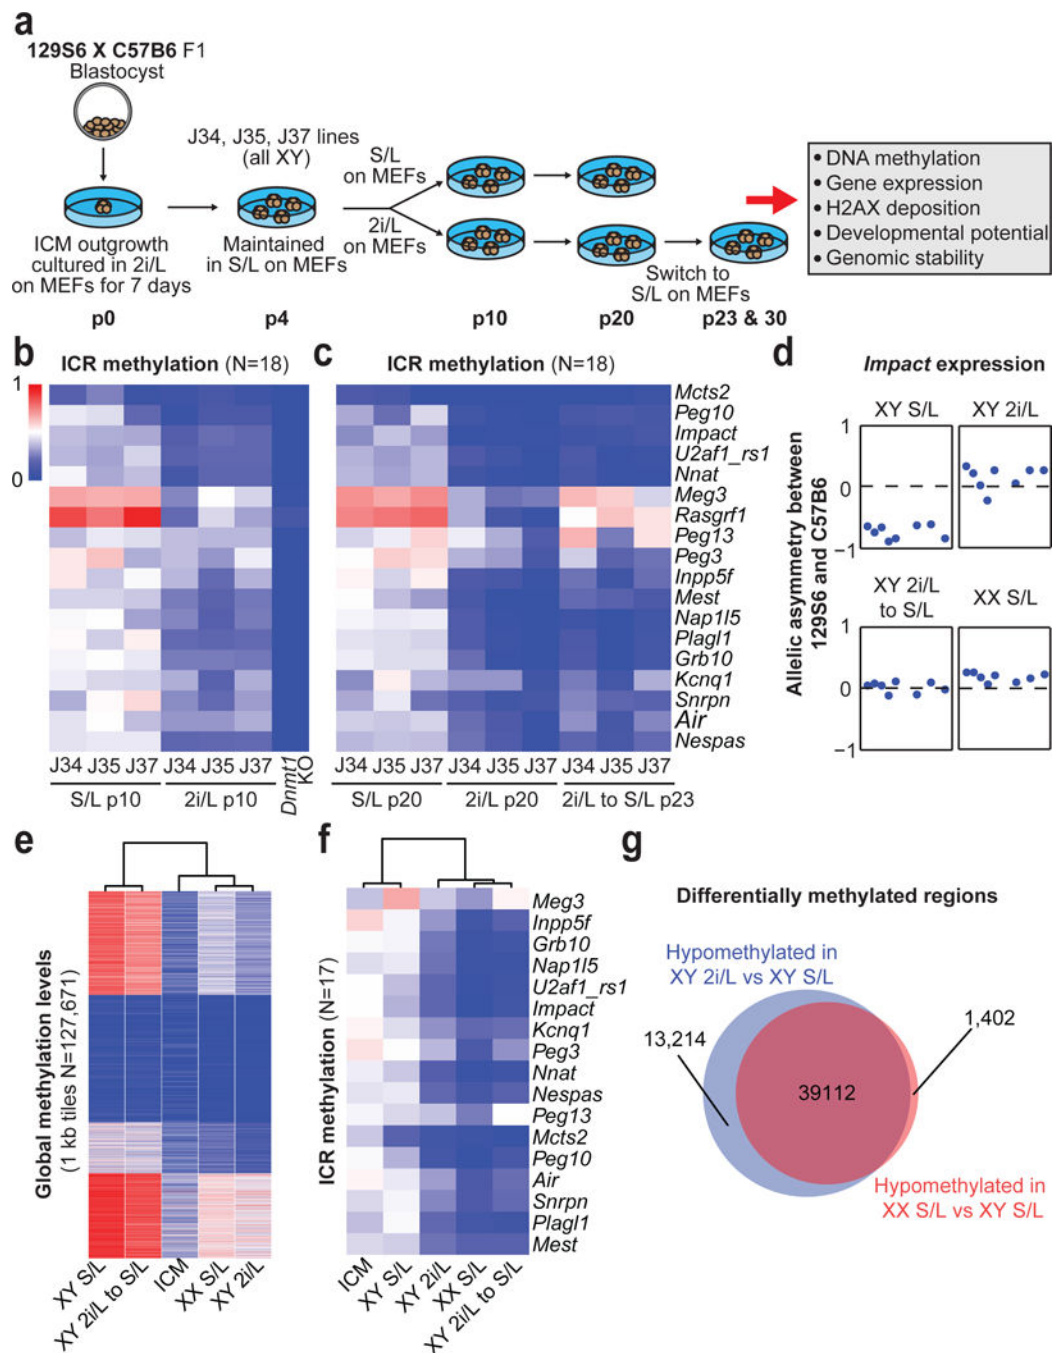 a
129S6 X C57B6 F1
Blastocyst
J34, J35, J37 lines
(all XY)
S/L
on MEFs
2i/L
on MEFs
ICM outgrowth
cultured in 2i/L
on MEFs for 7 days
Maintained
in S/L on MEFs
Switch to
S/L on MEFs
• DNA methylation
• Gene expression
• H2AX deposition
• Developmental potential
• Genomic stability
p0
p4
p10
p20
p23 & 30
b
ICR methylation (N=18)
1
0
J34
J35
J37
J34
J35
J37
Dnmt1
KO
S/L p10
2i/L p10
c
ICR methylation (N=18)
Mcts2
Peg10
Impact
U2af1_rs1
Nnat
Meg3
Rasgrf1
Peg13
Peg3
Inpp5f
Mest
Nap1l5
Plagl1
Grb10
Kcnq1
Snrpn
Air
Nespas
J34
J35
J37
J34
J35
J37
J34
J35
J37
S/L p20
2i/L p20
2i/L to S/L p23
d
Impact expression
Allelic asymmetry between
129S6 and C57B6
XY S/L
XY 2i/L
1
0
−1
1
0
−1
XY 2i/L
to S/L
XX S/L
1
0
−1
1
0
−1
e
Global methylation levels
(1 kb tiles N=127,671)
XY S/L
XY 2i/L to S/L
ICM
XX S/L
XY 2i/L
f
ICR methylation (N=17)
Meg3
Inpp5f
Grb10
Nap1l5
U2af1_rs1
Impact
Kcnq1
Peg3
Nnat
Nespas
Peg13
Mcts2
Peg10
Air
Snrpn
Plagl1
Mest
ICM
XY S/L
XY 2i/L
XX S/L
XY 2i/L to S/L
g
Differentially methylated regions
Hypomethylated in
XY 2i/L vs XY S/L
13,214
39112
1,402
Hypomethylated in
XX S/L vs XY S/L